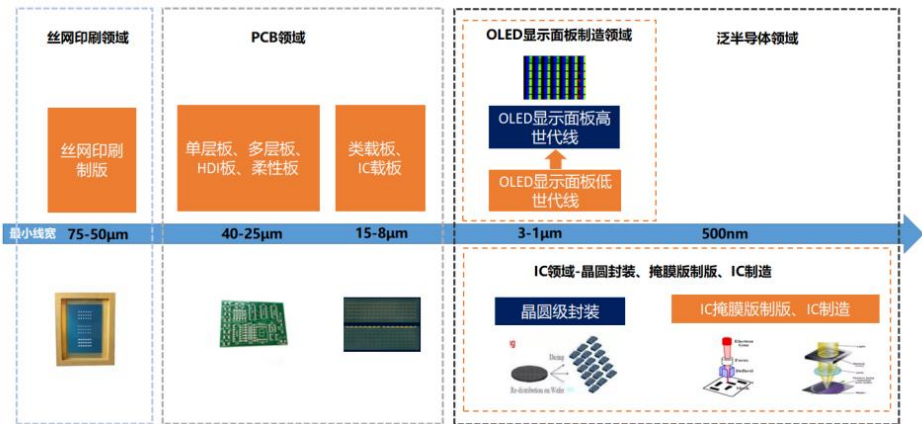 丝网印刷领域
PCB领域
OLED显示面板制造领域
泛半导体领域
丝网印刷
制版
单层板、多层板、
HDI板、柔性板
类载板、
IC载板
OLED显示面板高
世代线
OLED显示面板低
世代线
最小线宽
75-50μm
40-25μm
15-8μm
3-1μm
500nm
IC领域-晶圆封装、掩膜版制版、IC制造
晶圆级封装
IC掩膜版制版、IC制造
Dicing
Re-distribution on Wafer